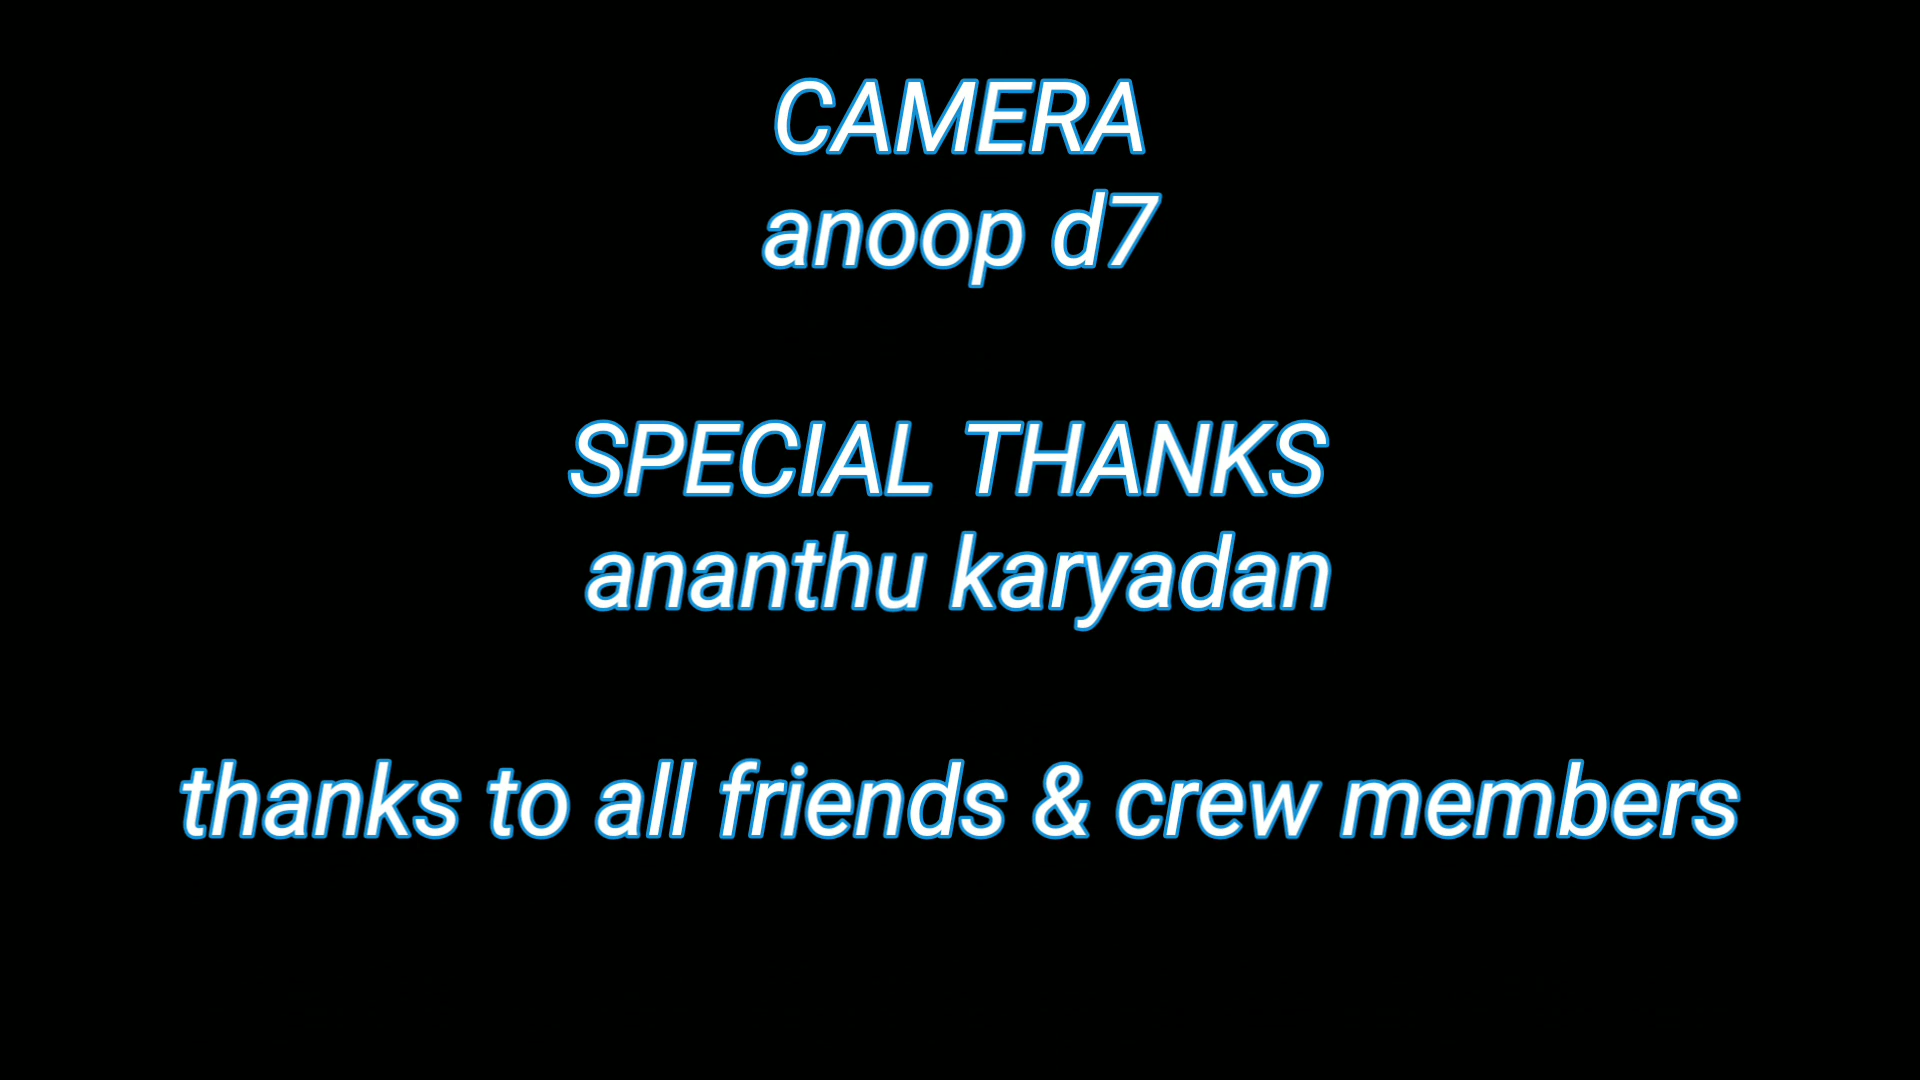 CAMERA
anoop d7
SPECIAL THANKS
ananthu karyadan
thanks to all friends & crew members